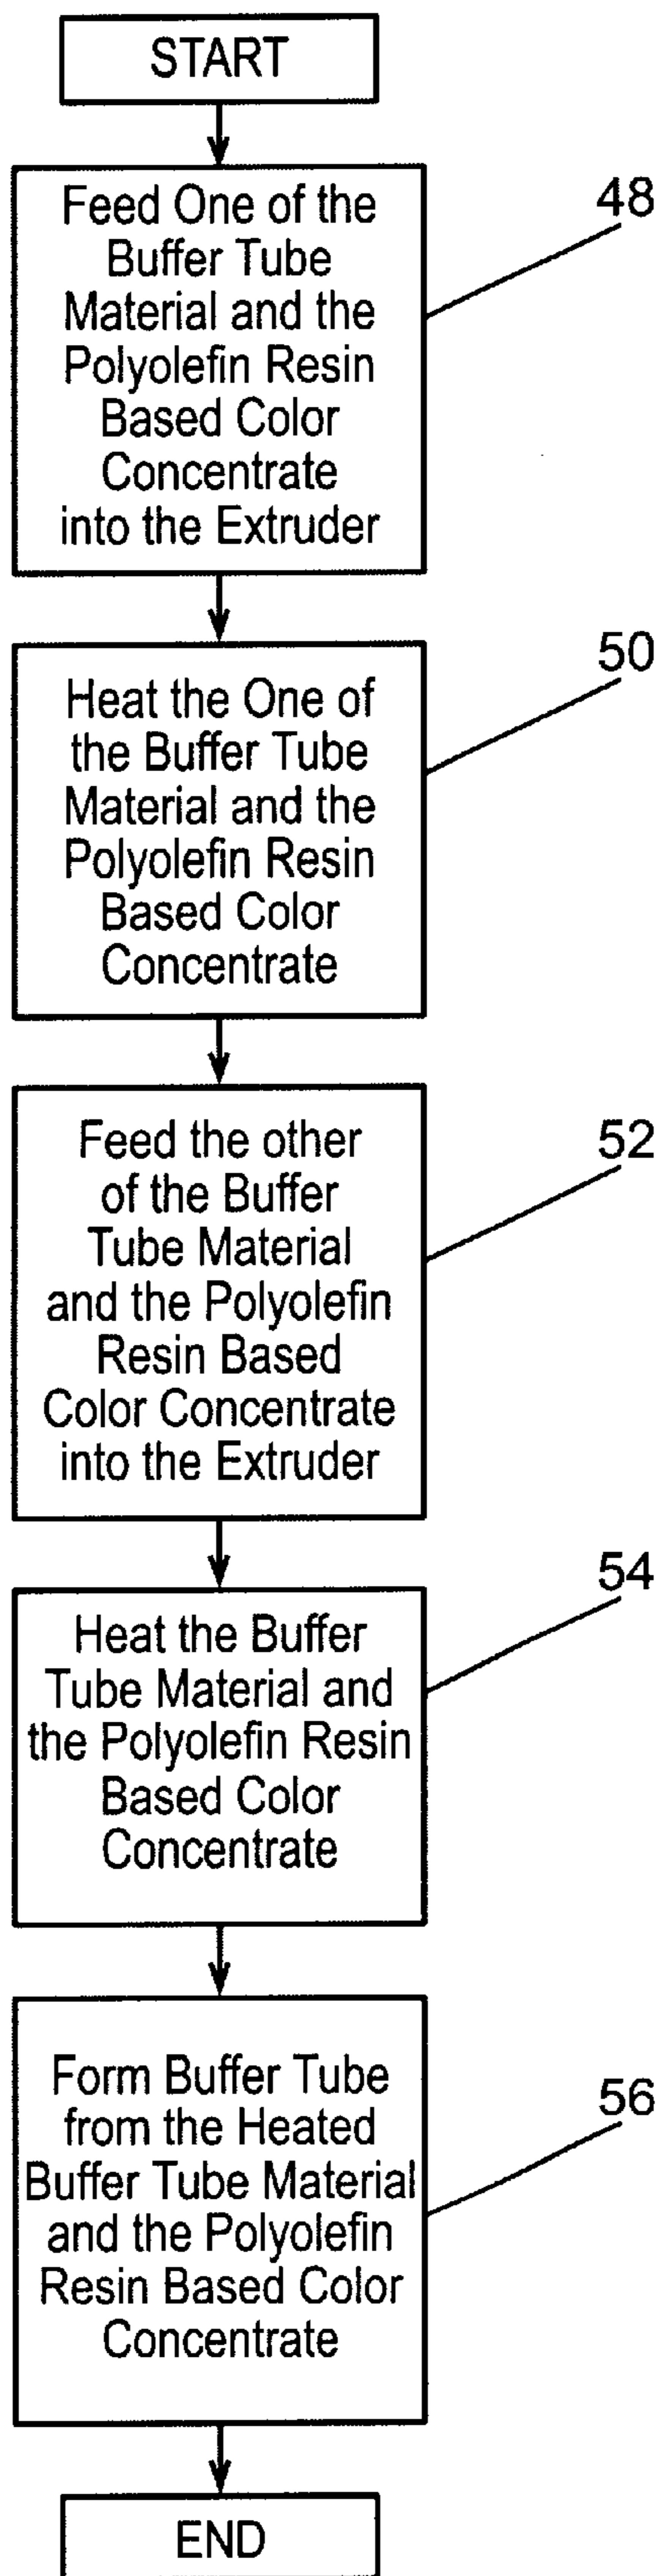 START
Feed One of the
Buffer Tube
Material and the
Polyolefin Resin
Based Color
Concentrate
into the Extruder
48
Heat the One of
the Buffer Tube
Material and the
Polyolefin Resin
Based Color
Concentrate
50
Feed the other
of the Buffer
Tube Material
and the Polyolefin
Resin Based
Color Concentrate
into the Extruder
52
Heat the Buffer
Tube Material and
the Polyolefin Resin
Based Color
Concentrate
54
Form Buffer Tube
from the Heated
Buffer Tube Material
and the Polyolefin
Resin Based Color
Concentrate
56
END